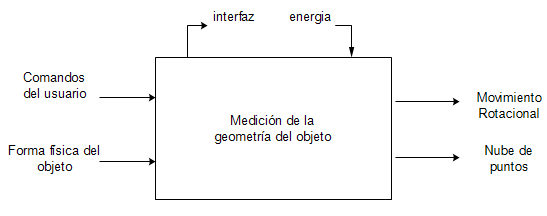 interfaz
energia
Comandos
del usuario
Medición de la
geometría del objeto
Movimiento
Rotacional
Forma física del
objeto
Nube de
puntos